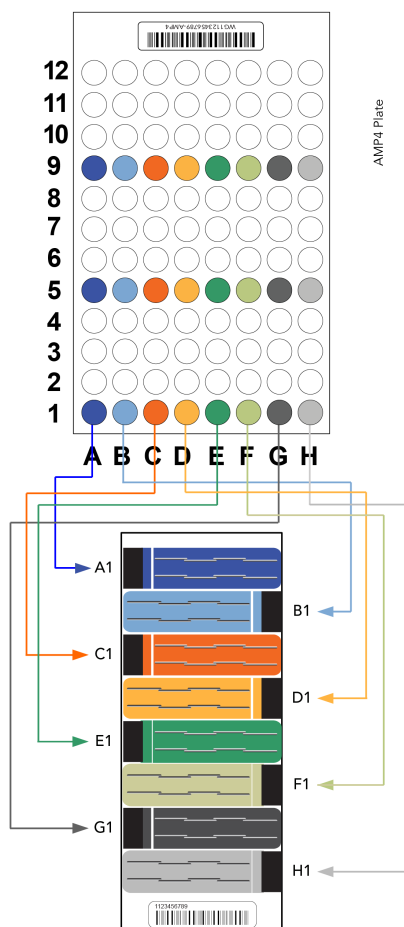 WG1123456789-AMP4
12
11
10
9
8
7
6
5
4
3
2
1
A B C D E F G H
AMP4 Plate
A1
B1
C1
D1
E1
F1
G1
H1
1123456789